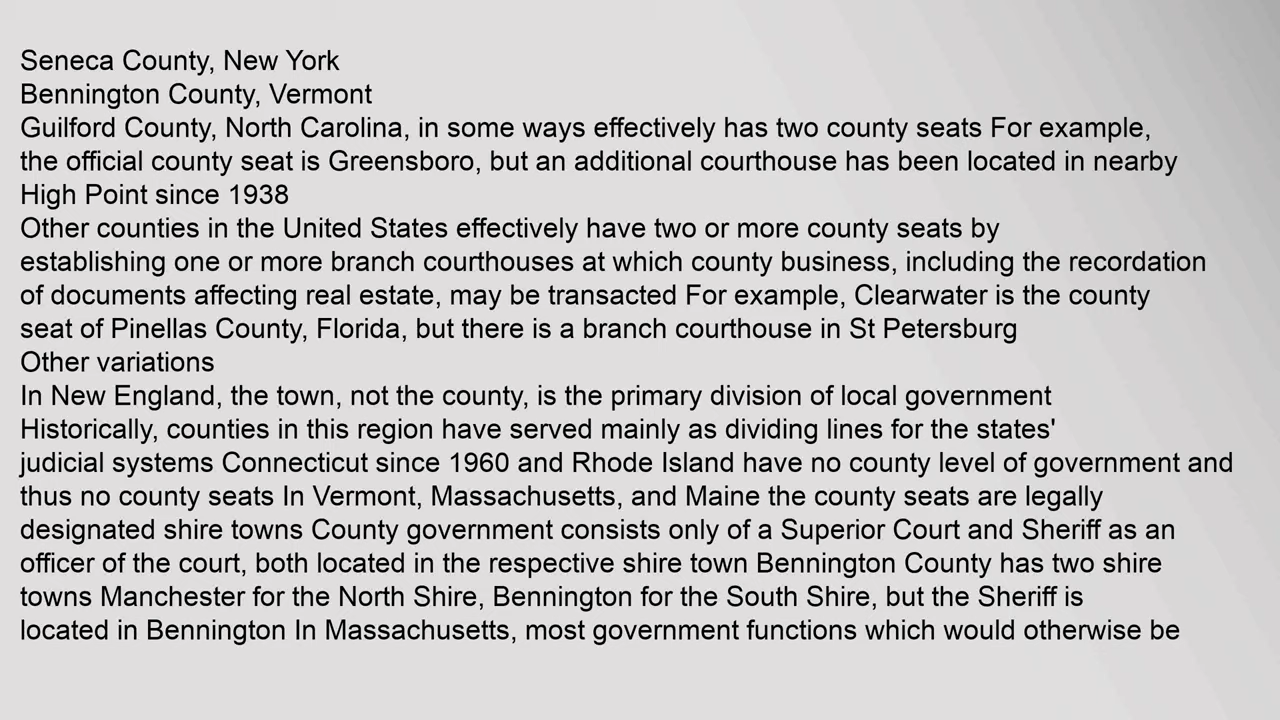 Seneca County, New York
Bennington County, Vermont
Guilford County, North Carolina, in some ways effectively has two county seats For example,
the official county seat is Greensboro, but an additional courthouse has been located in nearby
High Point since 1938
Other counties in the United States effectively have two or more county seats by
establishing one or more branch courthouses at which county business, including the recordation
of documents affecting real estate, may be transacted For example, Clearwater is the county
seat of Pinellas County, Florida, but there is a branch courthouse in St Petersburg
Other variations
In New England, the town, not the county, is the primary division of local government
Historically, counties in this region have served mainly as dividing lines for the states'
judicial systems Connecticut since 1960 and Rhode Island have no county level of government and
thus no county seats In Vermont, Massachusetts, and Maine the county seats are legally
designated shire towns County government consists only of a Superior Court and Sheriff as an
officer of the court, both located in the respective shire town Bennington County has two shire
towns Manchester for the North Shire, Bennington for the South Shire, but the Sheriff is
located in Bennington In Massachusetts, most government functions which would otherwise be